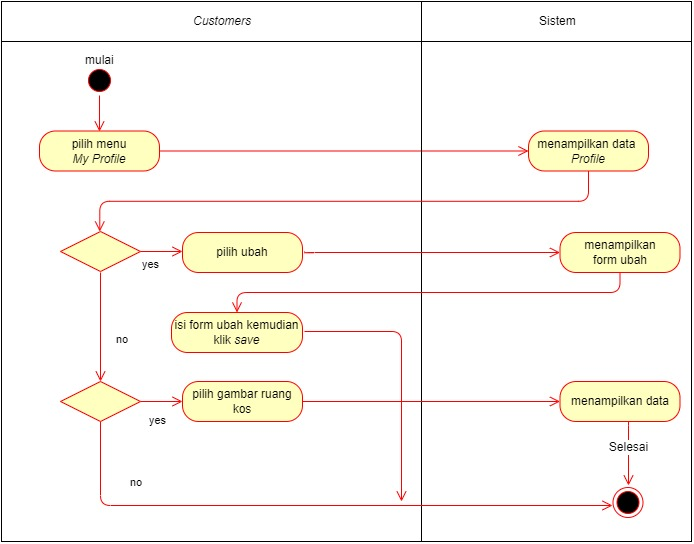 Customers
Sistem
mulai
pilih menu
My Profile
menampilkan data
Profile
yes
pilih ubah
menampilkan
form ubah
isi form ubah kemudian
klik save
no
yes
pilih gambar ruang
kos
menampilkan data
Selesai
no